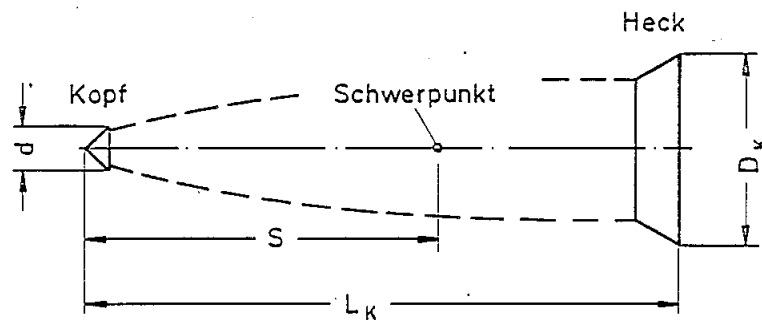 Heck
Kopf
Schwerpunkt
d
D_K
S
L_K